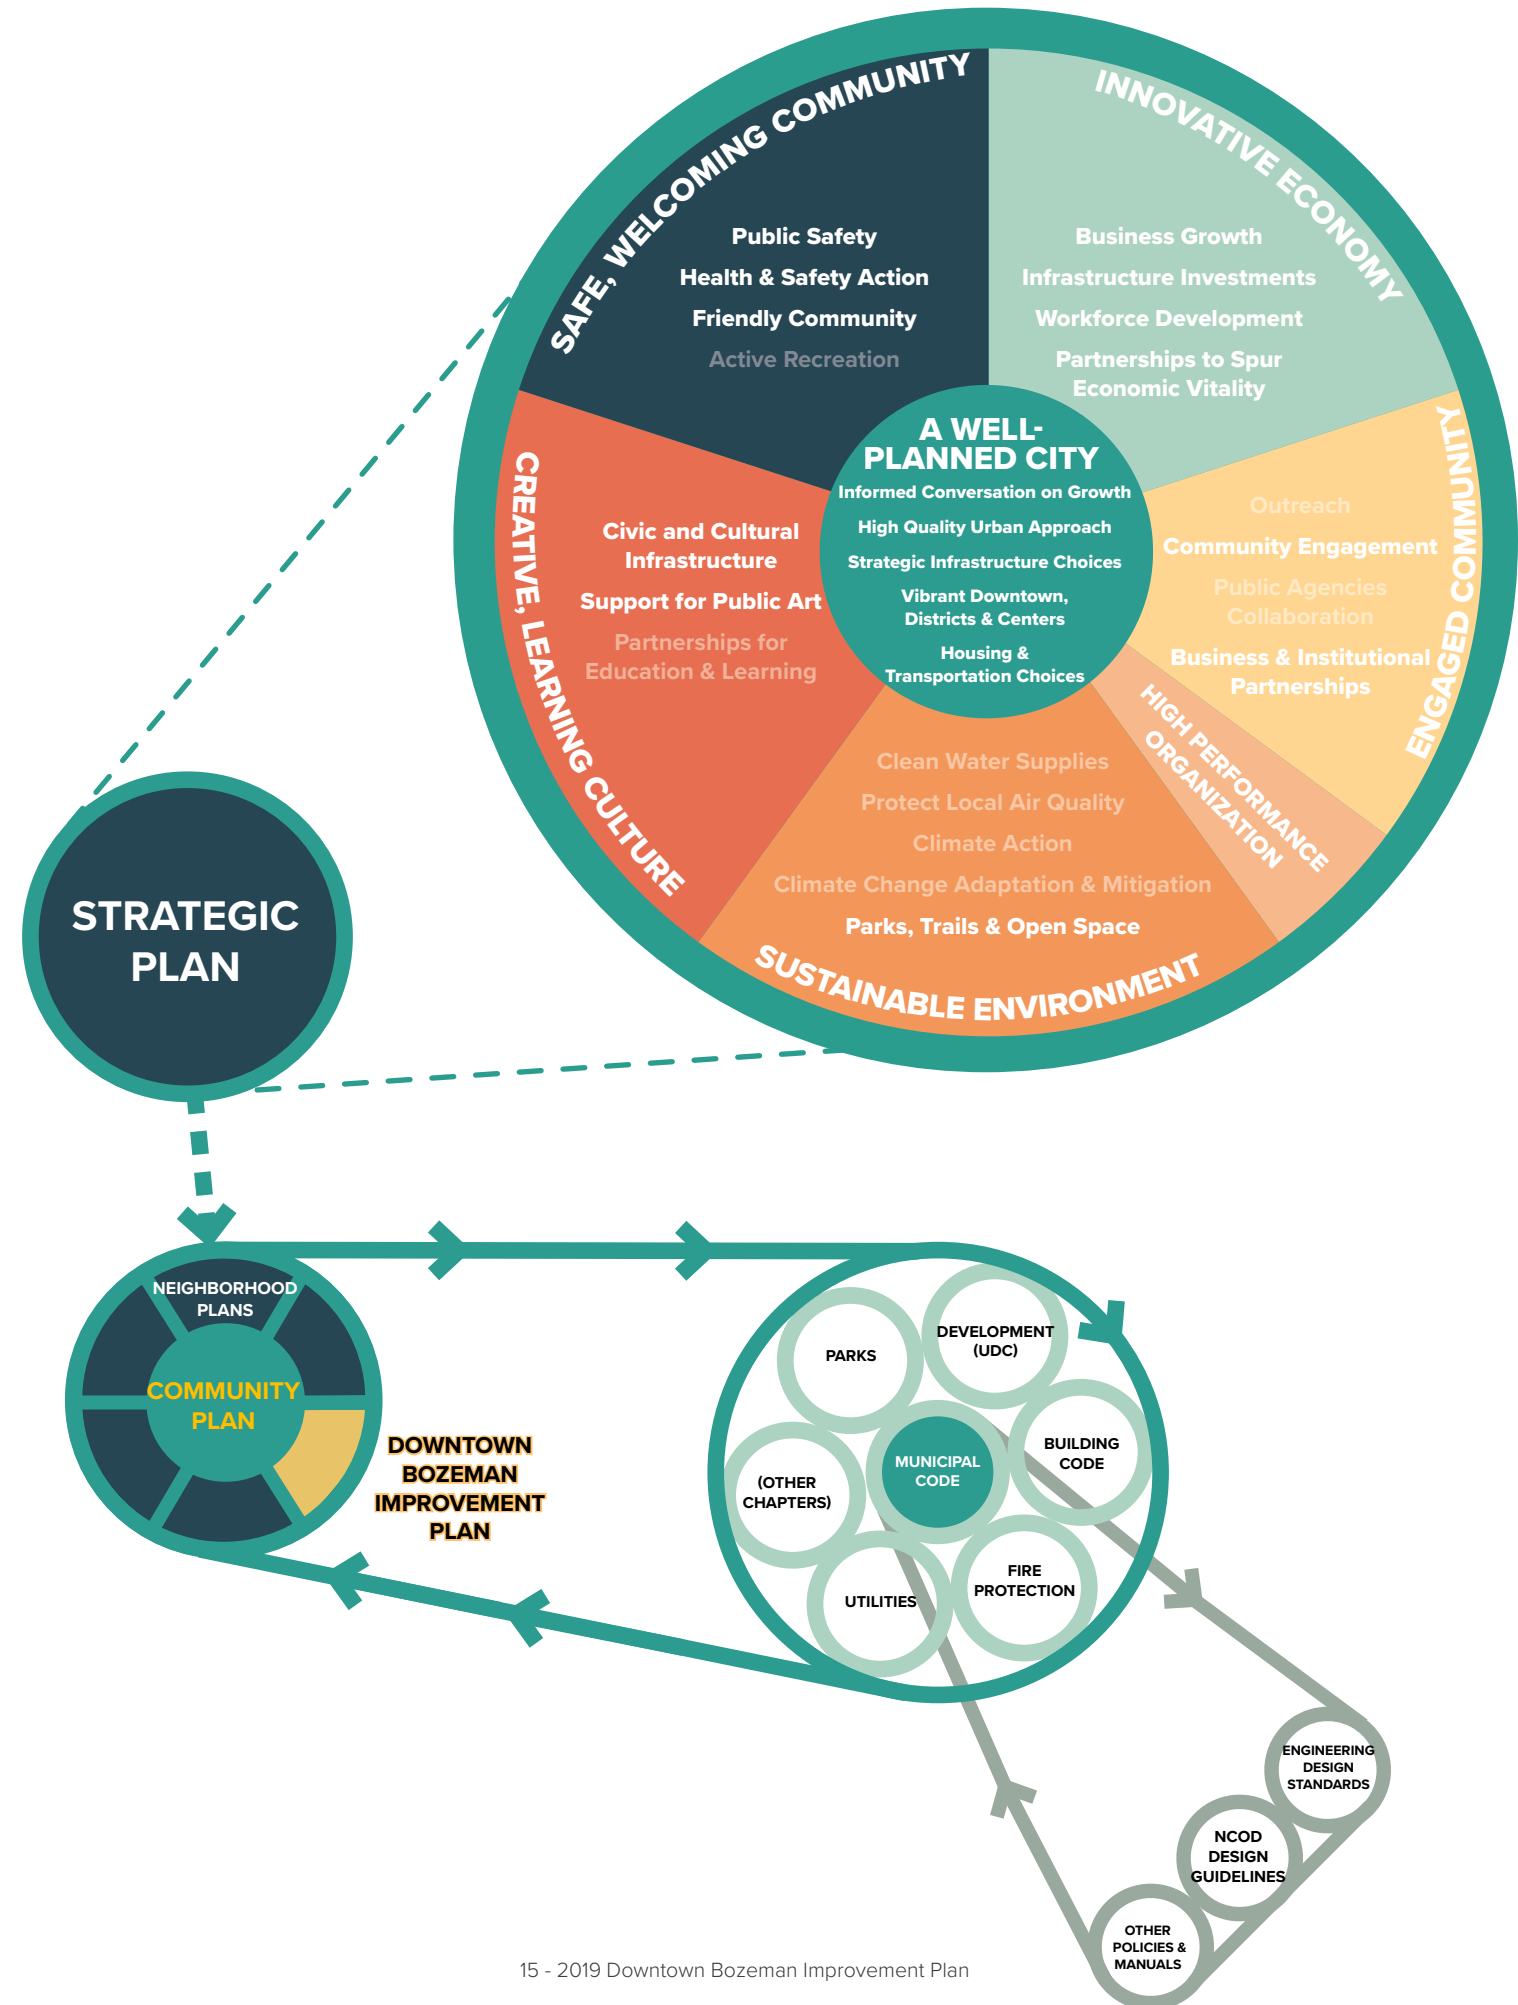 SAFE, WELCOMING COMMUNITY
Public Safety
Health & Safety Action
Friendly Community
Active Recreation
INNOVATIVE ECONOMY
Business Growth
Infrastructure Investments
Workforce Development
Partnerships to Spur
Economic Vitality
A WELL-
PLANNED CITY
Informed Conversation on Growth
High Quality Urban Approach
Strategic Infrastructure Choices
Vibrant Downtown,
Districts & Centers
Housing &
Transportation Choices
CREATIVE, LEARNING CULTURE
Civic and Cultural
Infrastructure
Support for Public Art
Partnerships for
Education & Learning
ENGAGED COMMUNITY
Outreach
Community Engagement
Public Agencies
Collaboration
Business & Institutional
Partnerships
HIGH PERFORMANCE
ORGANIZATION
Clean Water Supplies
Protect Local Air Quality
Climate Action
Climate Change Adaptation & Mitigation
Parks, Trails & Open Space
SUSTAINABLE ENVIRONMENT
STRATEGIC
PLAN
NEIGHBORHOOD
PLANS
COMMUNITY
PLAN
DOWNTOWN
BOZEMAN
IMPROVEMENT
PLAN
PARKS
DEVELOPMENT
(UDC)
BUILDING
CODE
MUNICIPAL
CODE
(OTHER
CHAPTERS)
UTILITIES
FIRE
PROTECTION
ENGINEERING
DESIGN
STANDARDS
NCOD
DESIGN
GUIDELINES
OTHER
POLICIES &
MANUALS
15 - 2019 Downtown Bozeman Improvement Plan